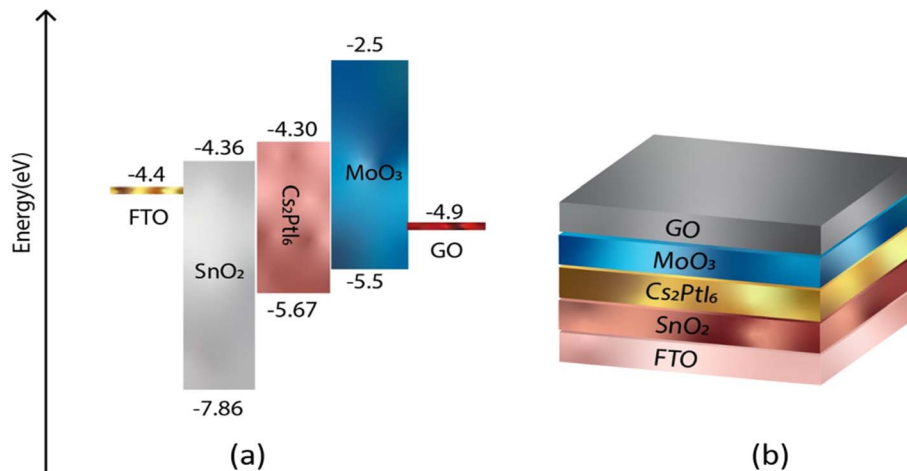 Energy(eV)
-4.4
FTO
-4.36
SnO₂
-7.86
-4.30
Cs₂PtI₆
-5.67
-2.5
MoO₃
-5.5
-4.9
GO
(a)
GO
MoO₃
Cs₂PtI₆
SnO₂
FTO
(b)